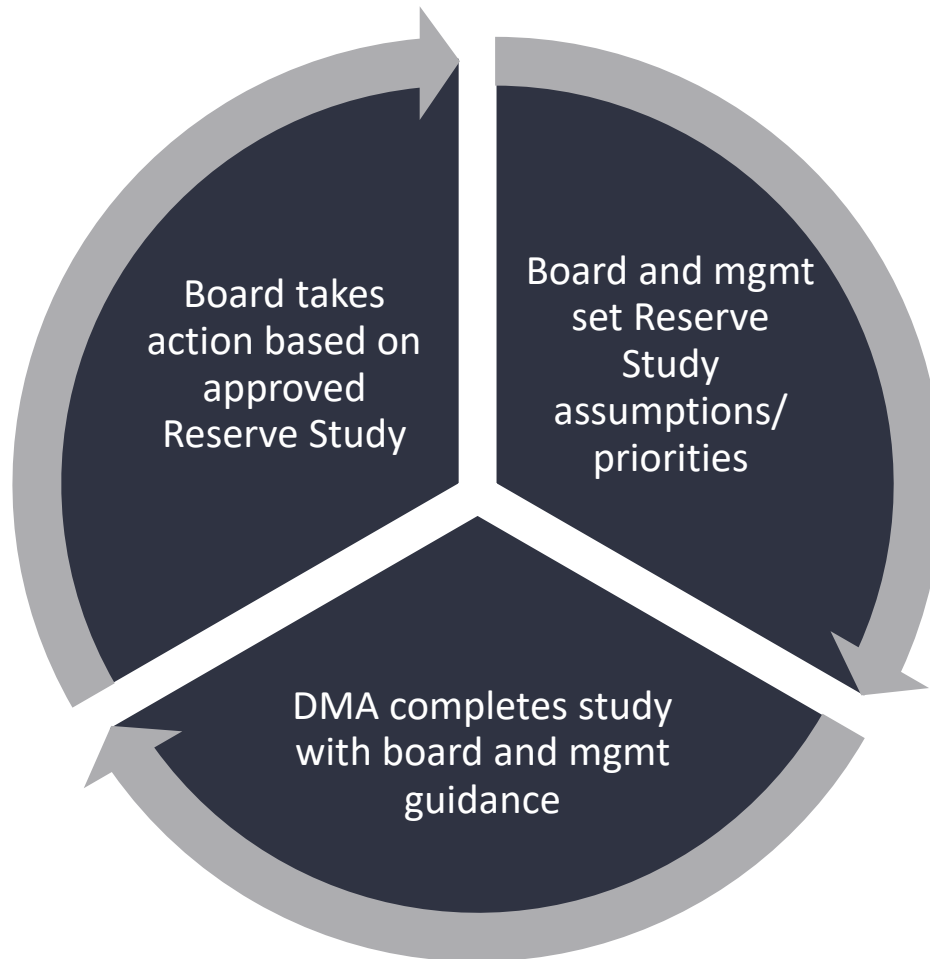 Board takes
action based on
approved
Reserve Study
Board and mgmt
set Reserve
Study
assumptions/
priorities
DMA completes study
with board and mgmt
guidance